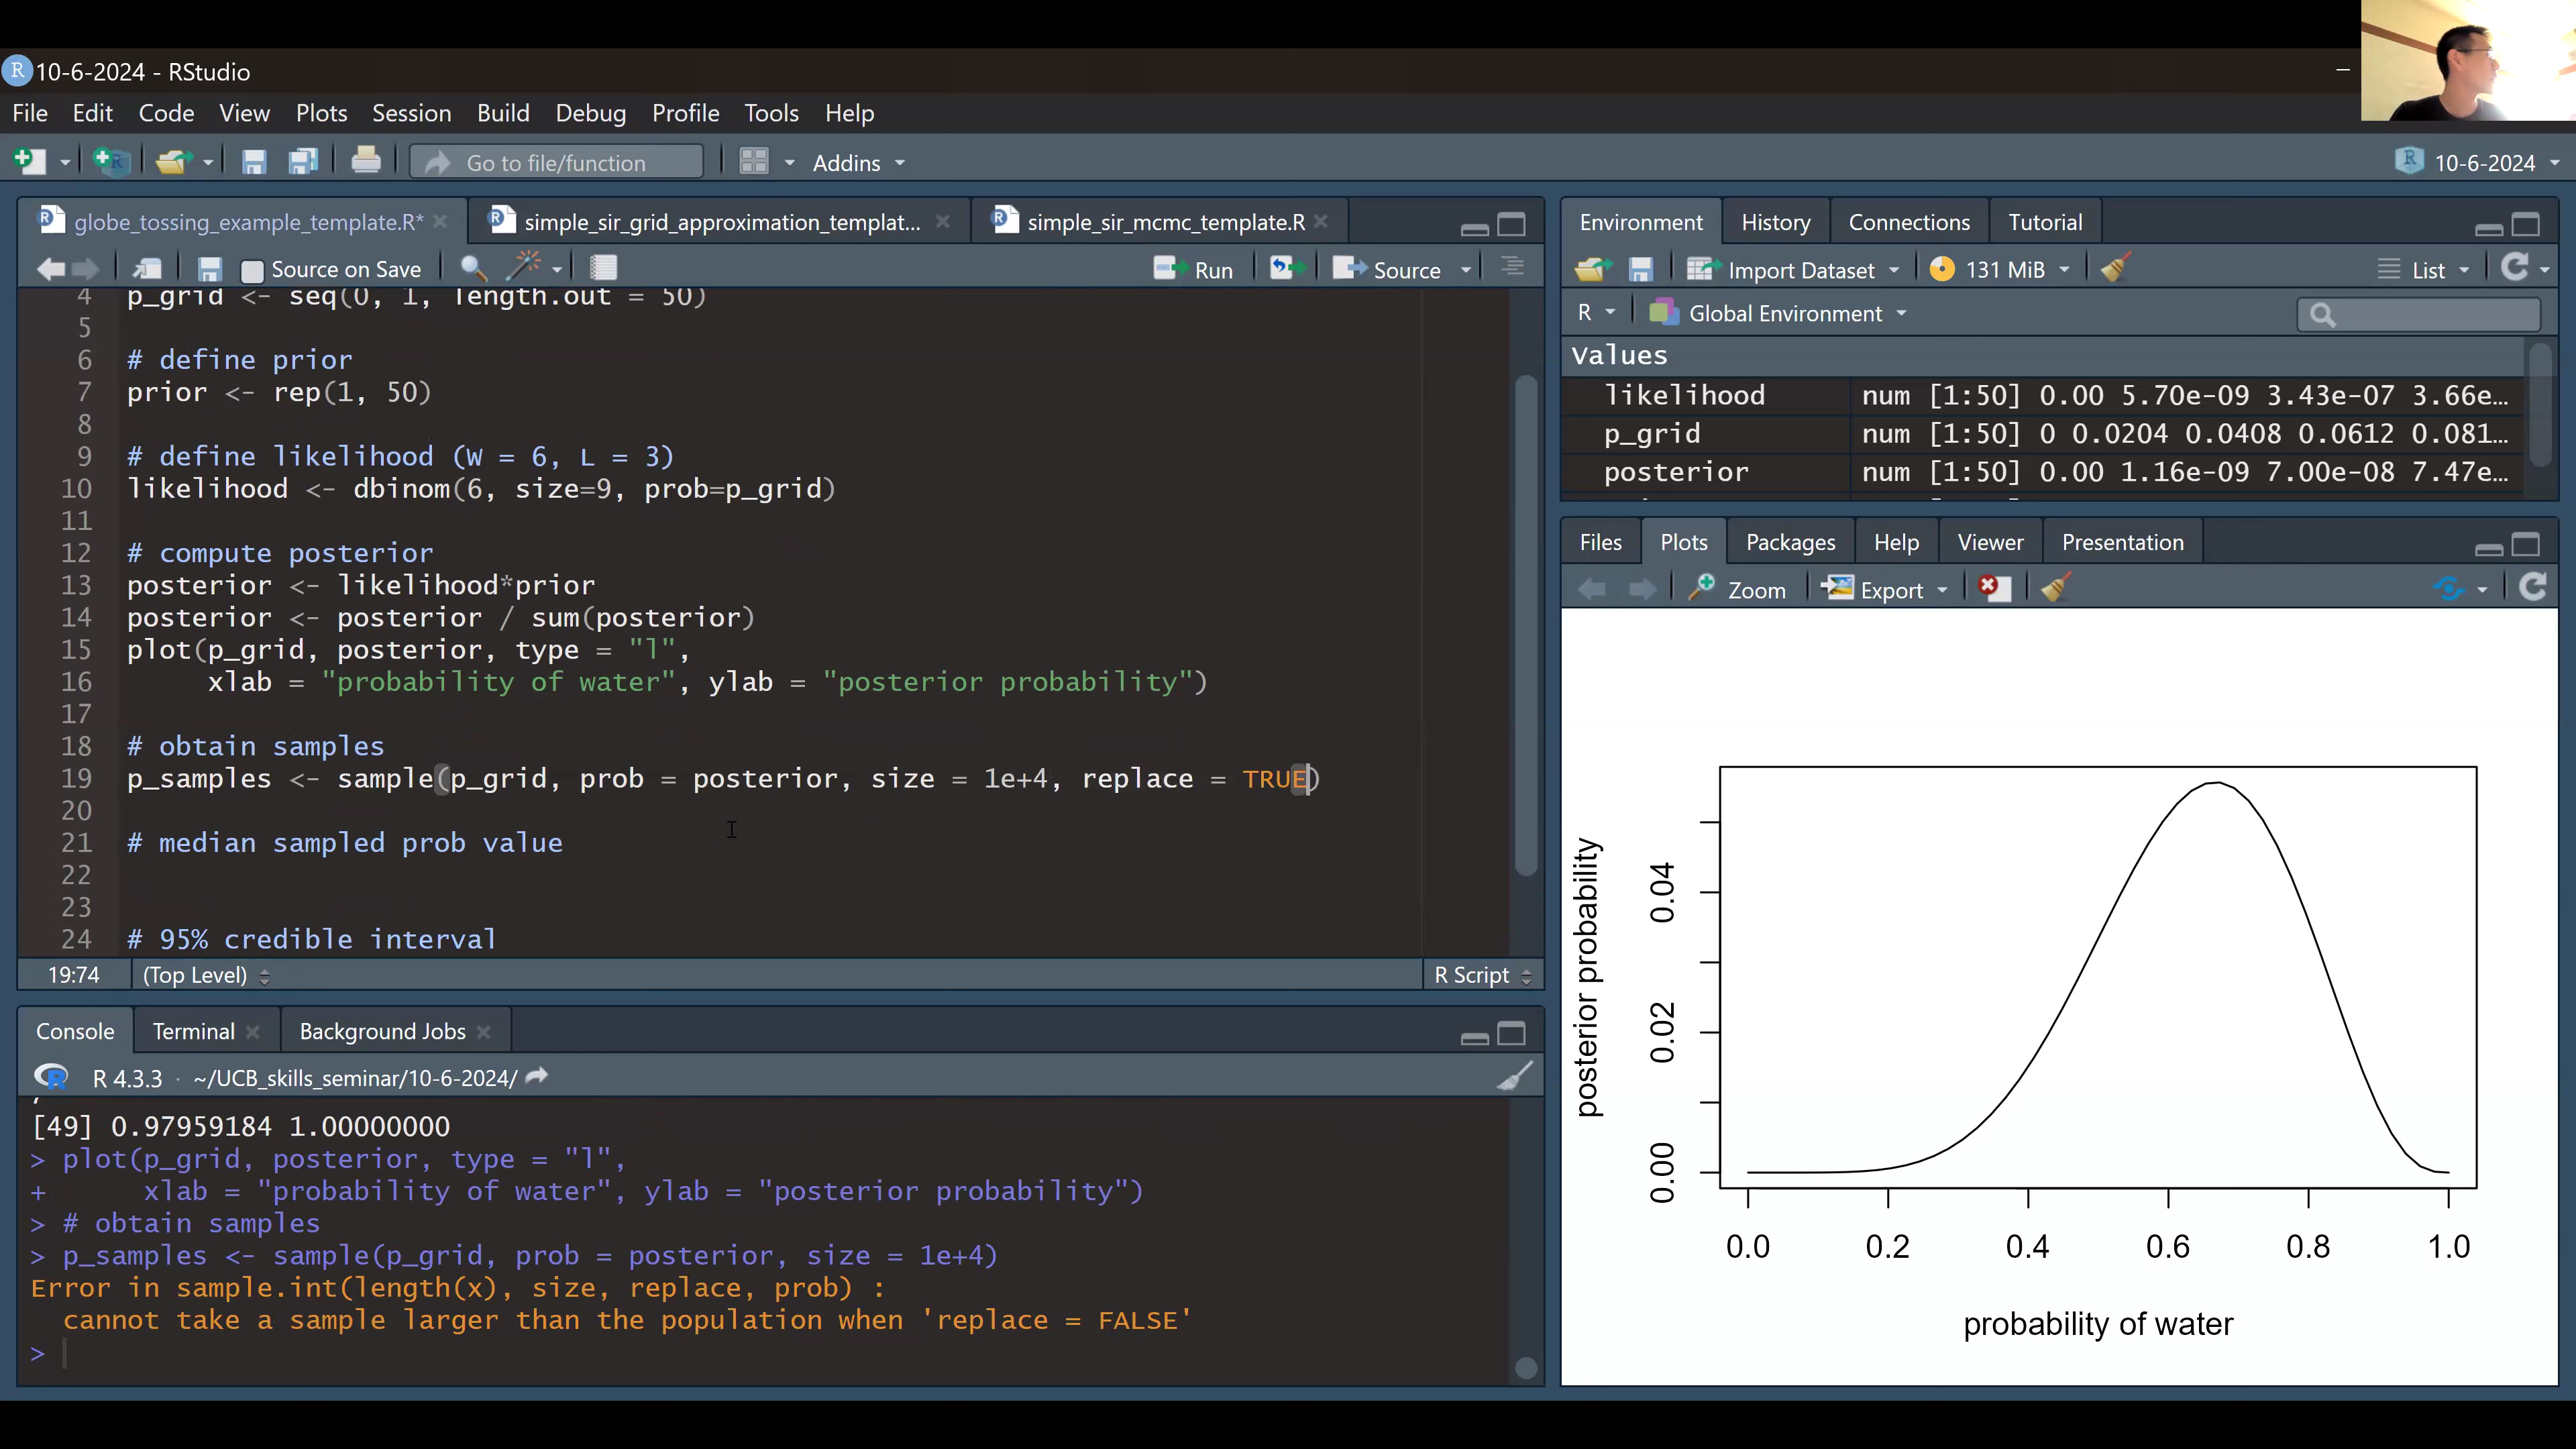 10-6-2024 - RStudio
File Edit Code View Plots Session Build Debug Profile Tools Help
Go to file/function
Addins
10-6-2024
globe_tossing_example_template.R*
simple_sir_grid_approximation_templat...
simple_sir_mcmc_template.R
Source on Save
Run
Source
4 p_grid <- seq(0, 1, length.out = 50)
5
6 # define prior
7 prior <- rep(1, 50)
8
9 # define likelihood (W = 6, L = 3)
10 likelihood <- dbinom(6, size=9, prob=p_grid)
11
12 # compute posterior
13 posterior <- likelihood*prior
14 posterior <- posterior / sum(posterior)
15 plot(p_grid, posterior, type = "l",
16 xlab = "probability of water", ylab = "posterior probability")
17
18 # obtain samples
19 p_samples <- sample(p_grid, prob = posterior, size = 1e+4, replace = TRUE)
20
21 # median sampled prob value
22
23
24 # 95% credible interval
19:74 (Top Level) R Script
Console Terminal Background Jobs
R 4.3.3 · ~/UCB_skills_seminar/10-6-2024/
[49] 0.97959184 1.00000000
> plot(p_grid, posterior, type = "l",
+ xlab = "probability of water", ylab = "posterior probability")
> # obtain samples
> p_samples <- sample(p_grid, prob = posterior, size = 1e+4)
Error in sample.int(length(x), size, replace, prob) :
cannot take a sample larger than the population when 'replace = FALSE'
>
Environment History Connections Tutorial
Import Dataset 131 MiB List
R Global Environment
Values
likelihood num [1:50] 0.00 5.70e-09 3.43e-07 3.66e...
p_grid num [1:50] 0 0.0204 0.0408 0.0612 0.081...
posterior num [1:50] 0.00 1.16e-09 7.00e-08 7.47e...
Files Plots Packages Help Viewer Presentation
Zoom Export
posterior probability
0.04
0.02
0.00
0.0 0.2 0.4 0.6 0.8 1.0
probability of water